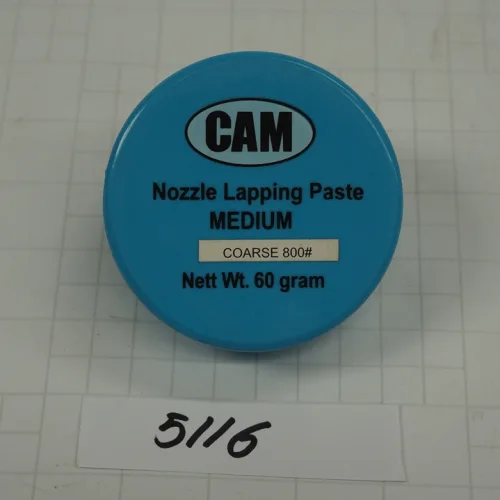 CAM
Nozzle Lapping Paste
MEDIUM
COARSE 800#
Nett Wt. 60 gram
5116